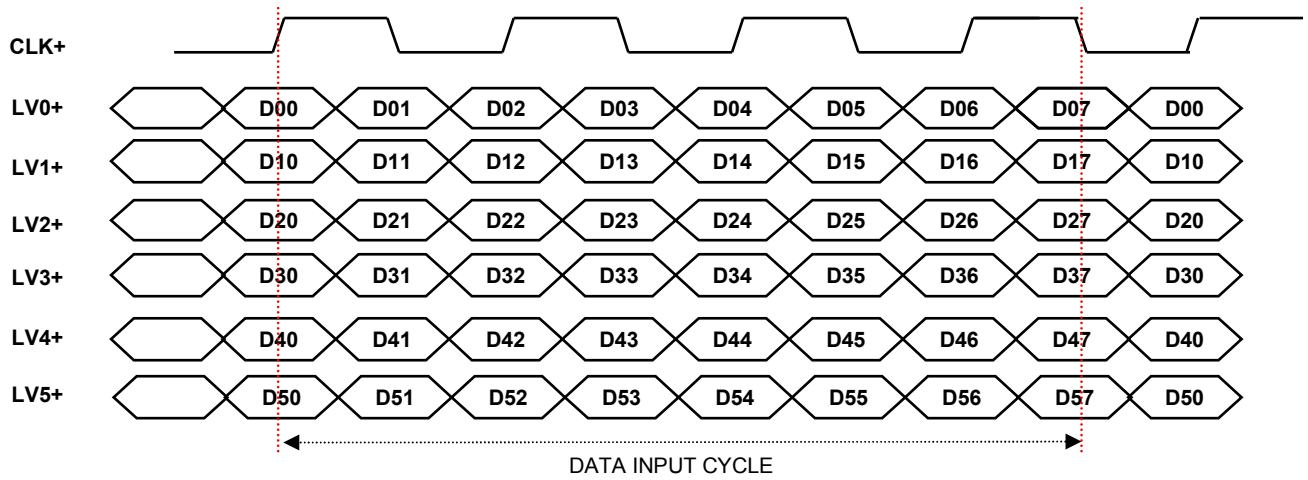 CLK+
LV0+ D00 D01 D02 D03 D04 D05 D06 D07 D00
LV1+ D10 D11 D12 D13 D14 D15 D16 D17 D10
LV2+ D20 D21 D22 D23 D24 D25 D26 D27 D20
LV3+ D30 D31 D32 D33 D34 D35 D36 D37 D30
LV4+ D40 D41 D42 D43 D44 D45 D46 D47 D40
LV5+ D50 D51 D52 D53 D54 D55 D56 D57 D50
DATA INPUT CYCLE